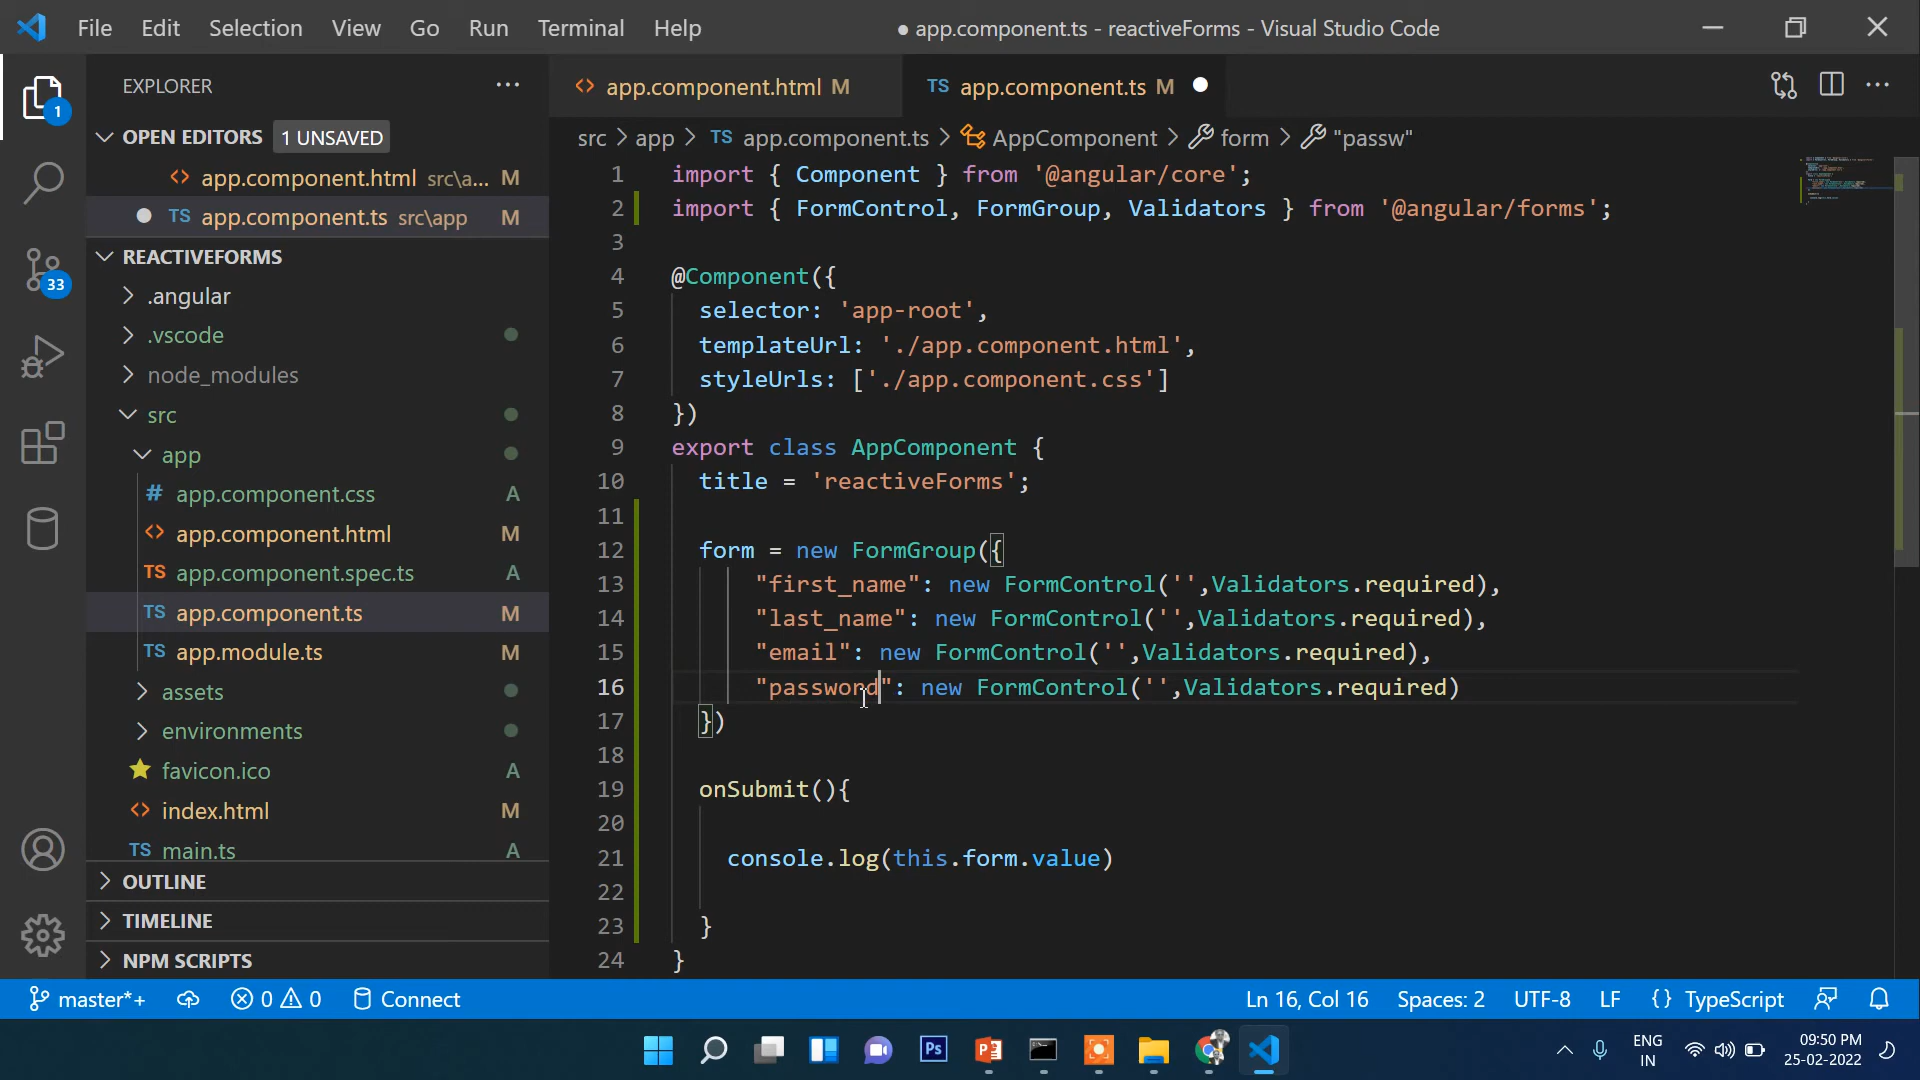 File Edit Selection View Go Run Terminal Help
● app.component.ts - reactiveForms - Visual Studio Code
EXPLORER
OPEN EDITORS 1 UNSAVED
<> app.component.html src\a... M
TS app.component.ts src\app M
REACTIVEFORMS
.angular
.vscode
node_modules
src
app
# app.component.css A
<> app.component.html M
TS app.component.spec.ts A
TS app.component.ts M
TS app.module.ts M
assets
environments
favicon.ico A
<> index.html M
TS main.ts A
OUTLINE
TIMELINE
NPM SCRIPTS
1
33
<> app.component.html M
TS app.component.ts M
src > app > TS app.component.ts > AppComponent > form > "passw"
1 import { Component } from '@angular/core';
2 import { FormControl, FormGroup, Validators } from '@angular/forms';
3
4 @Component({
5 selector: 'app-root',
6 templateUrl: './app.component.html',
7 styleUrls: ['./app.component.css']
8 })
9 export class AppComponent {
10 title = 'reactiveForms';
11
12 form = new FormGroup({
13 "first_name": new FormControl('',Validators.required),
14 "last_name": new FormControl('',Validators.required),
15 "email": new FormControl('',Validators.required),
16 "password": new FormControl('',Validators.required)
17 })
18
19 onSubmit(){
20
21 console.log(this.form.value)
22
23 }
24 }
master*+ 0 0 Connect
Ln 16, Col 16 Spaces: 2 UTF-8 LF {} TypeScript
Ps
ENG
IN
09:50 PM
25-02-2022